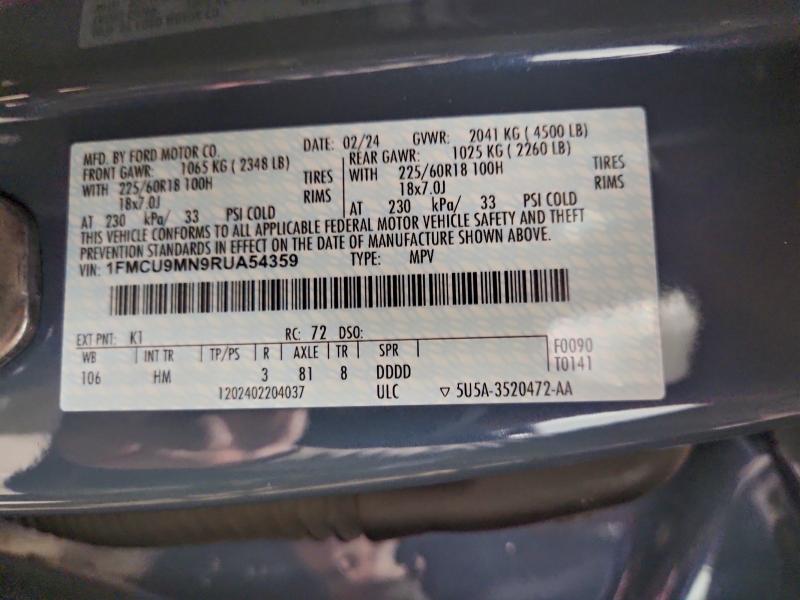 MFD. BY FORD MOTOR CO. DATE: 02/24 GVWR: 2041 KG ( 4500 LB)
FRONT GAWR: 1065 KG ( 2348 LB) REAR GAWR: 1025 KG ( 2260 LB)
WITH 225/60R18 100H TIRES WITH 225/60R18 100H TIRES
18x7.0J RIMS 18x7.0J RIMS
AT 230 kPa/ 33 PSI COLD AT 230 kPa/ 33 PSI COLD
THIS VEHICLE CONFORMS TO ALL APPLICABLE FEDERAL MOTOR VEHICLE SAFETY AND THEFT
PREVENTION STANDARDS IN EFFECT ON THE DATE OF MANUFACTURE SHOWN ABOVE.
VIN: 1FMCU9MN9RUA54359 TYPE: MPV
EXT PNT: K1 RC: 72 DSO: F0090
WB INT TR TP/PS R AXLE TR SPR T0141
106 HM 3 81 8 DDDD
1202402204037 ULC ▽ 5U5A-3520472-AA